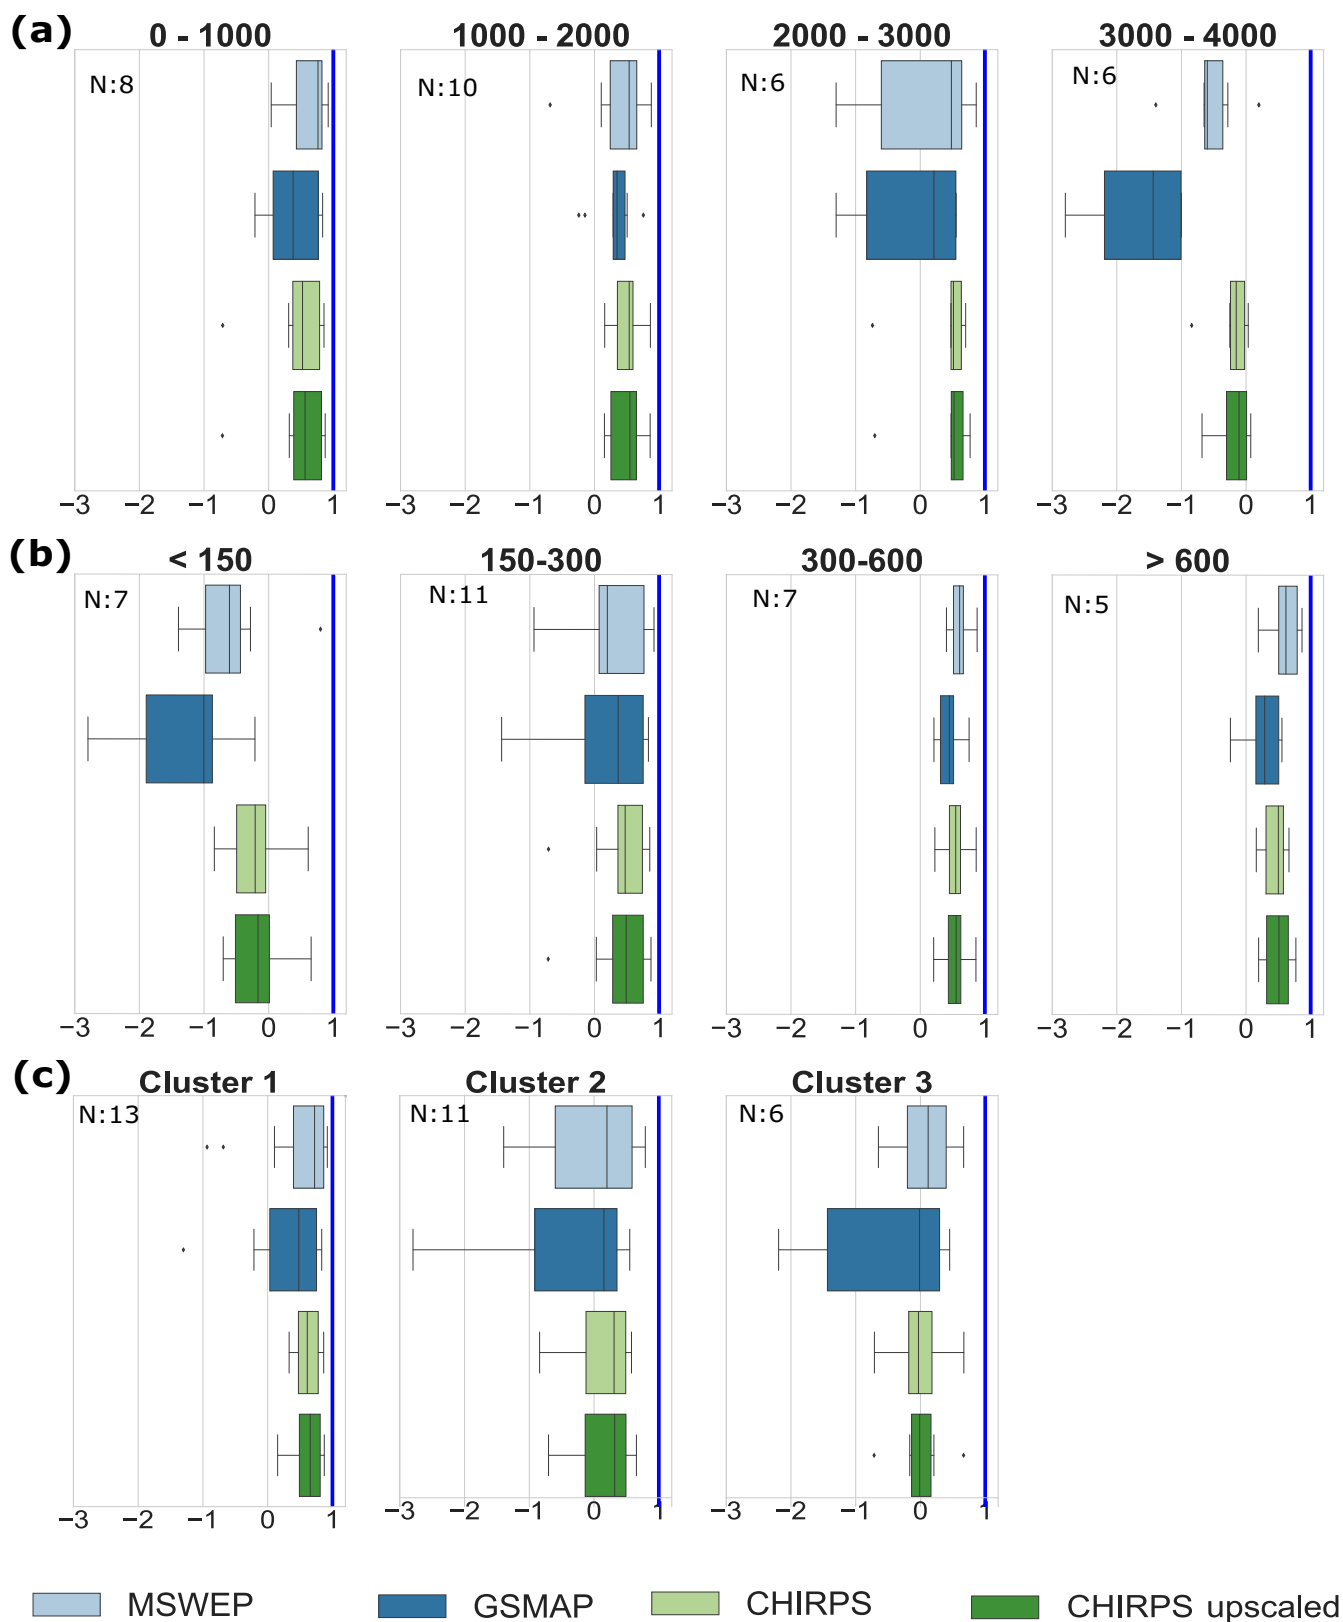 (a) 0 - 1000 1000 - 2000 2000 - 3000 3000 - 4000
N:8 N:10 N:6 N:6
−3 −2 −1 0 1 −3 −2 −1 0 1 −3 −2 −1 0 1 −3 −2 −1 0 1
(b) < 150 150-300 300-600 > 600
N:7 N:11 N:7 N:5
−3 −2 −1 0 1 −3 −2 −1 0 1 −3 −2 −1 0 1 −3 −2 −1 0 1
(c) Cluster 1 Cluster 2 Cluster 3
N:13 N:11 N:6
−3 −2 −1 0 1 −3 −2 −1 0 1 −3 −2 −1 0 1
MSWEP GSMAP CHIRPS CHIRPS upscaled